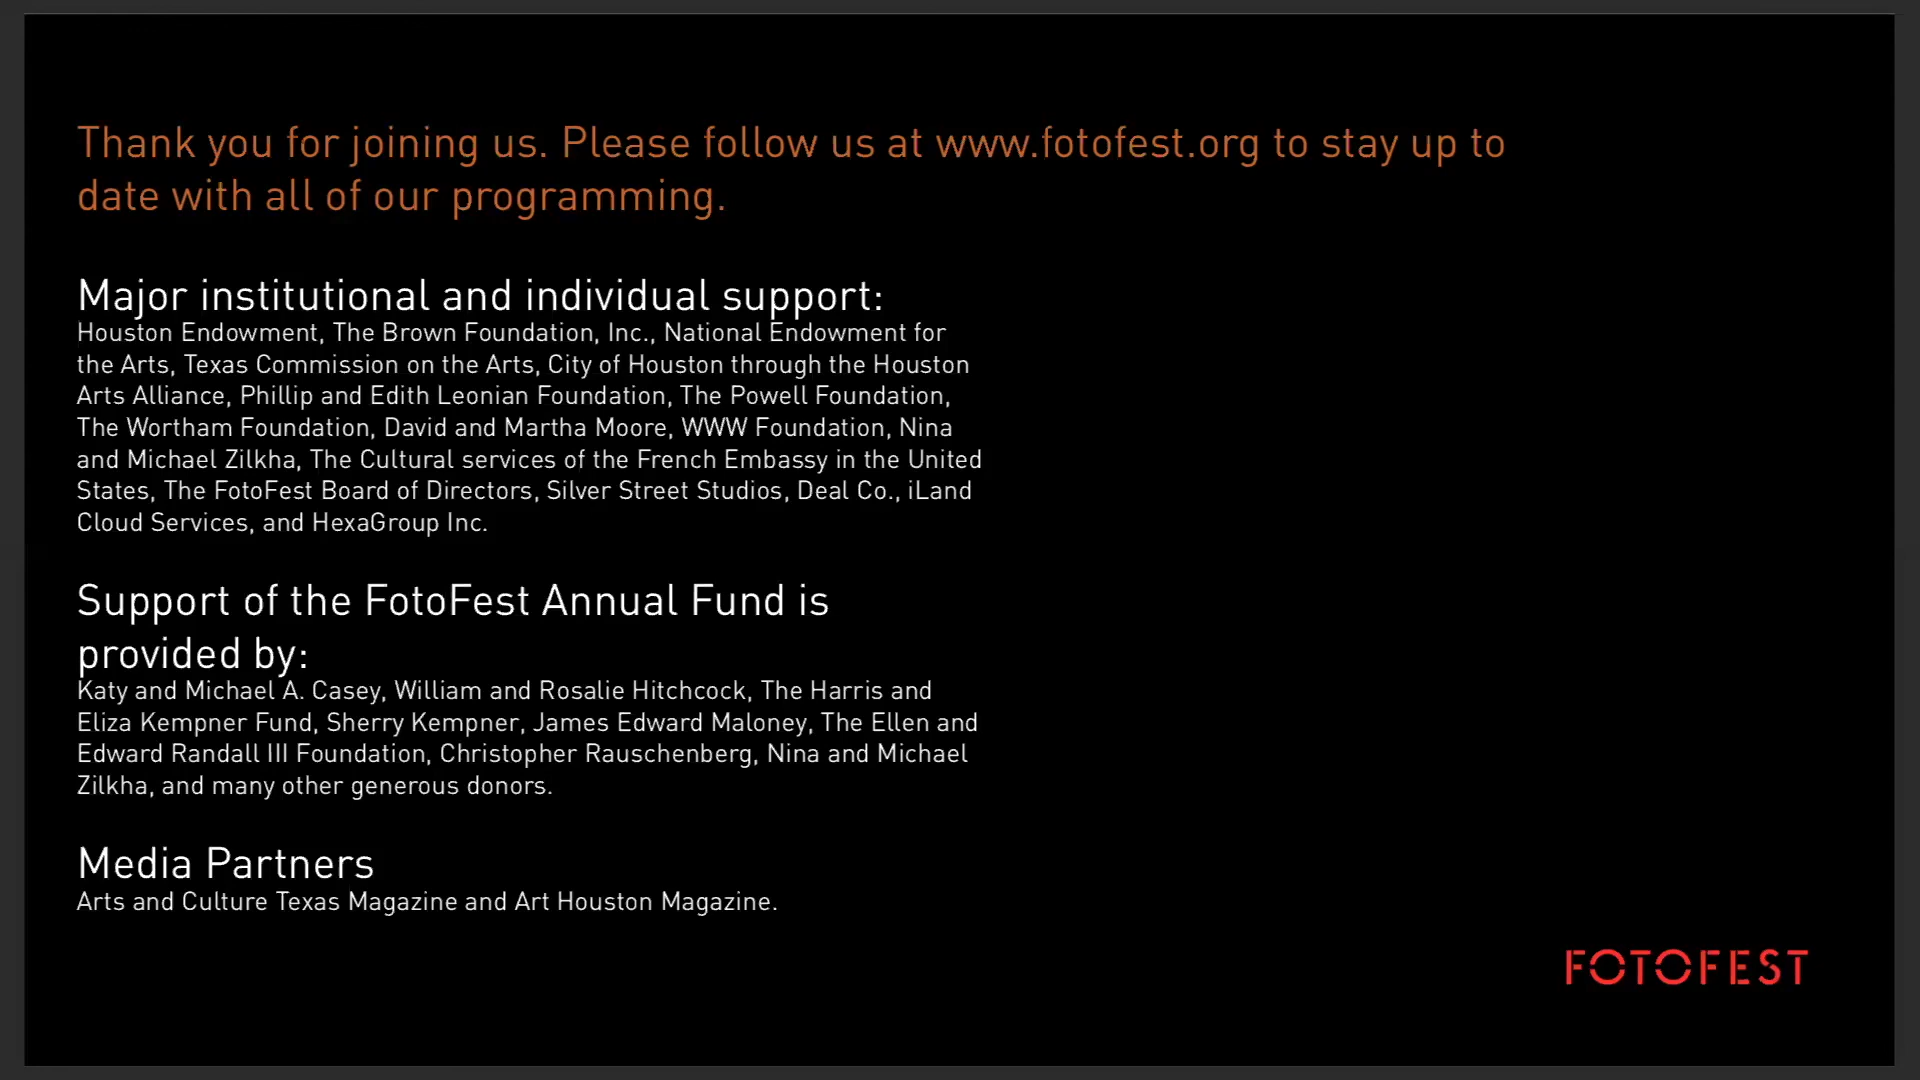 Thank you for joining us. Please follow us at www.fotofest.org to stay up to
date with all of our programming.
Major institutional and individual support:
Houston Endowment, The Brown Foundation, Inc., National Endowment for
the Arts, Texas Commission on the Arts, City of Houston through the Houston
Arts Alliance, Phillip and Edith Leonian Foundation, The Powell Foundation,
The Wortham Foundation, David and Martha Moore, WWW Foundation, Nina
and Michael Zilkha, The Cultural services of the French Embassy in the United
States, The FotoFest Board of Directors, Silver Street Studios, Deal Co., iLand
Cloud Services, and HexaGroup Inc.
Support of the FotoFest Annual Fund is
provided by:
Katy and Michael A. Casey, William and Rosalie Hitchcock, The Harris and
Eliza Kempner Fund, Sherry Kempner, James Edward Maloney, The Ellen and
Edward Randall III Foundation, Christopher Rauschenberg, Nina and Michael
Zilkha, and many other generous donors.
Media Partners
Arts and Culture Texas Magazine and Art Houston Magazine.
FOTOFEST